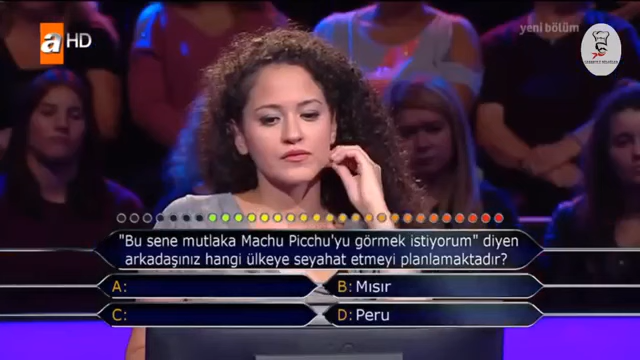 a HD
yeni bölüm
"Bu sene mutlaka Machu Picchu'yu görmek istiyorum" diyen
arkadaşınız hangi ülkeye seyahat etmeyi planlamaktadır?
A:
B: Mısır
C:
D: Peru